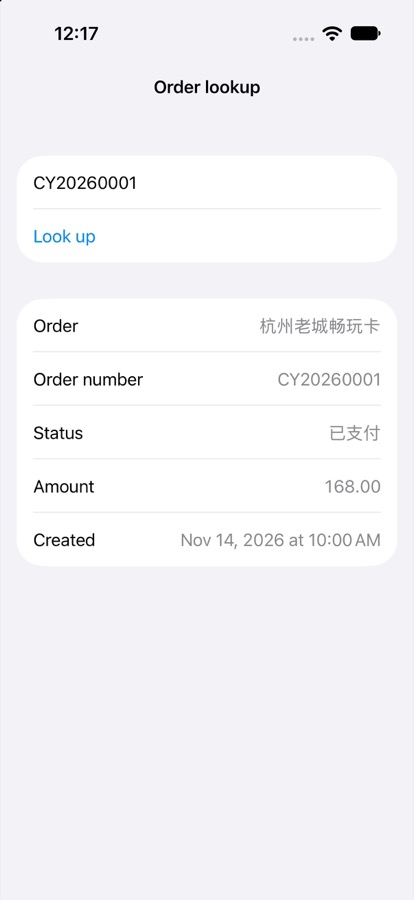 12:17
Order lookup
CY20260001
Look up
Order 杭州老城畅玩卡
Order number CY20260001
Status 已支付
Amount 168.00
Created Nov 14, 2026 at 10:00 AM